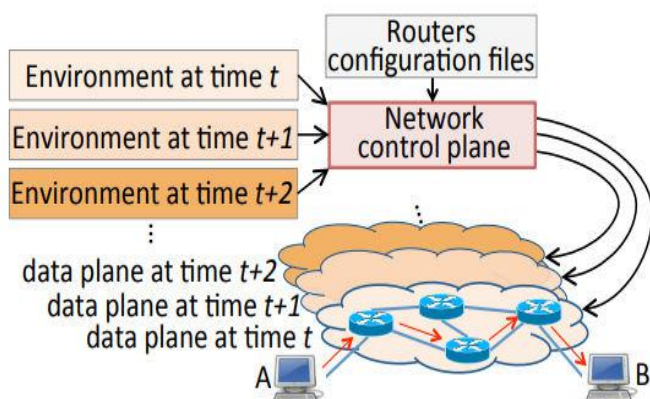 Routers
configuration files
Environment at time t
Environment at time t+1
Environment at time t+2
Network
control plane
data plane at time t+2
data plane at time t+1
data plane at time t
A
B